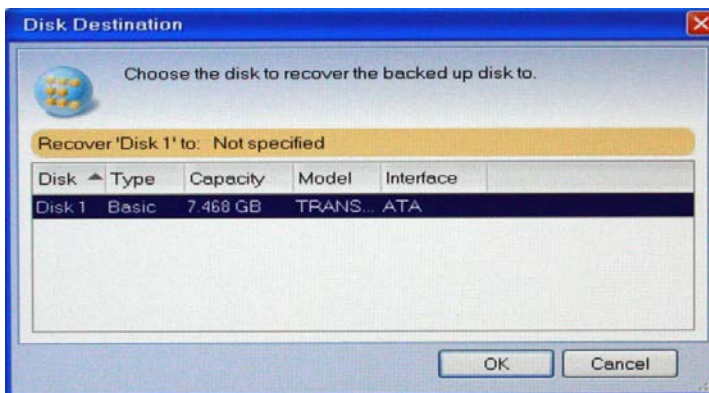 Disk Destination
Choose the disk to recover the backed up disk to.
Recover 'Disk 1' to: Not specified
Disk Type Capacity Model Interface
Disk 1 Basic 7.468 GB TRANS... ATA
OK Cancel